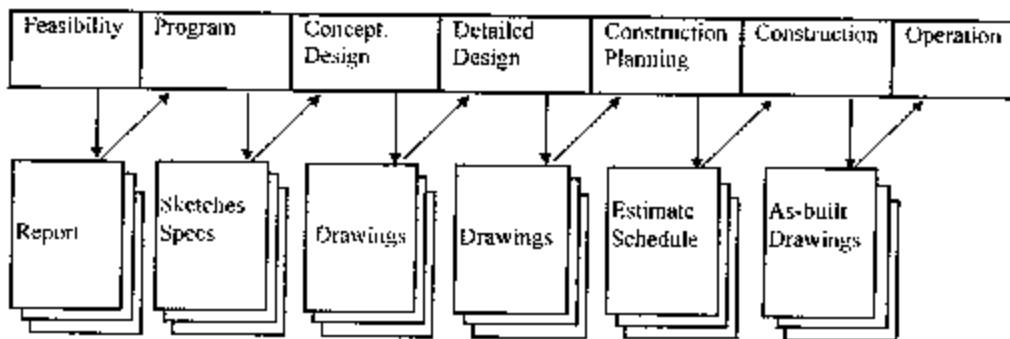 Feasibility
Program
Concept.
Design
Detailed
Design
Construction
Planning
Construction
Operation
Report
Sketches
Specs
Drawings
Drawings
Estimate
Schedule
As-built
Drawings